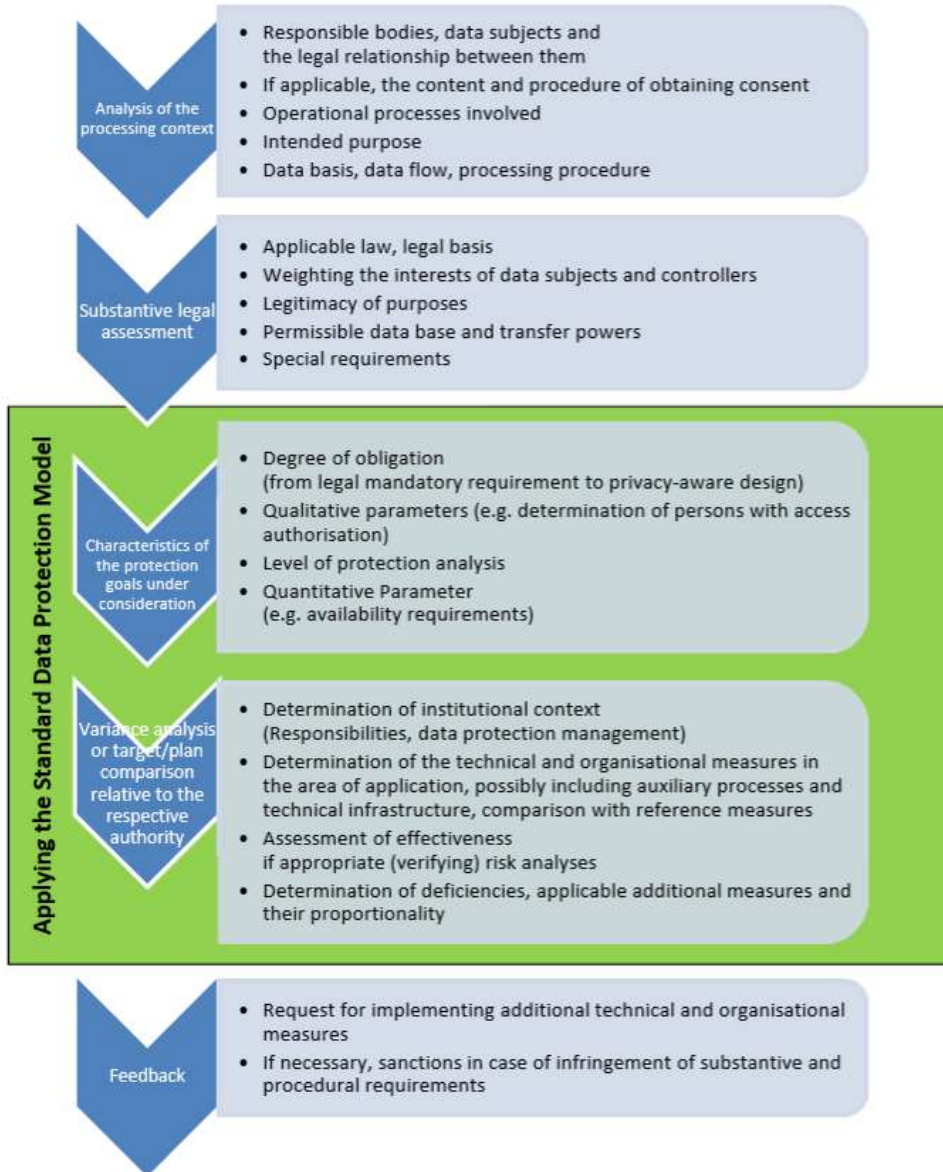 Analysis of the
processing context
• Responsible bodies, data subjects and
the legal relationship between them
• If applicable, the content and procedure of obtaining consent
• Operational processes involved
• Intended purpose
• Data basis, data flow, processing procedure
Substantive legal
assessment
• Applicable law, legal basis
• Weighting the interests of data subjects and controllers
• Legitimacy of purposes
• Permissible data base and transfer powers
• Special requirements
Applying the Standard Data Protection Model
Characteristics of
the protection
goals under
consideration
• Degree of obligation
(from legal mandatory requirement to privacy-aware design)
• Qualitative parameters (e.g. determination of persons with access
authorisation)
• Level of protection analysis
• Quantitative Parameter
(e.g. availability requirements)
Variance analysis
or target/plan
comparison
relative to the
respective
authority
• Determination of institutional context
(Responsibilities, data protection management)
• Determination of the technical and organisational measures in
the area of application, possibly including auxiliary processes and
technical infrastructure, comparison with reference measures
• Assessment of effectiveness
if appropriate (verifying) risk analyses
• Determination of deficiencies, applicable additional measures and
their proportionality
Feedback
• Request for implementing additional technical and organisational
measures
• If necessary, sanctions in case of infringement of substantive and
procedural requirements